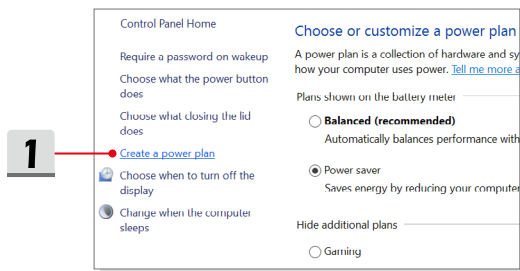 Control Panel Home
Require a password on wakeup
Choose what the power button
does
Choose what closing the lid
does
Create a power plan
Choose when to turn off the
display
Change when the computer
sleeps
1
Choose or customize a power plan
A power plan is a collection of hardware and sy
how your computer uses power. Tell me more a
Plans shown on the battery meter
Balanced (recommended)
Automatically balances performance with
Power saver
Saves energy by reducing your computer
Hide additional plans
Gaming